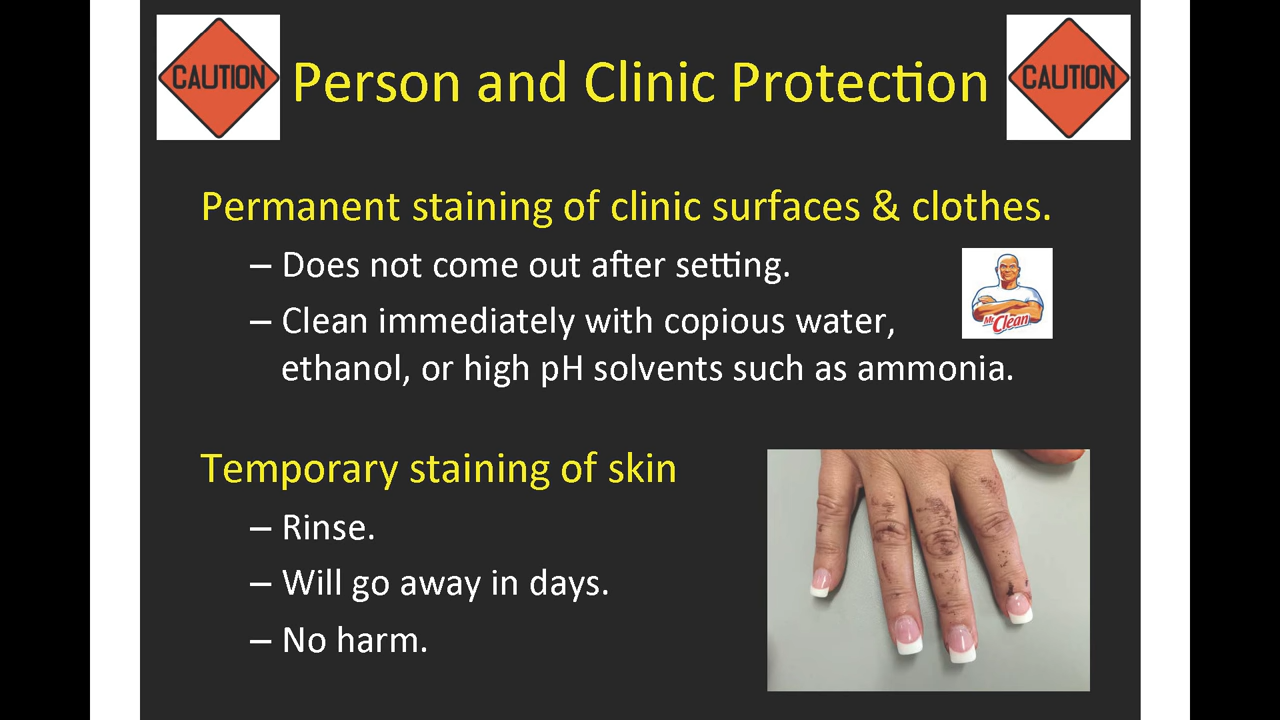 CAUTION Person and Clinic Protection CAUTION
Permanent staining of clinic surfaces & clothes.
– Does not come out after setting.
– Clean immediately with copious water,
ethanol, or high pH solvents such as ammonia.
Mr. Clean
Temporary staining of skin
– Rinse.
– Will go away in days.
– No harm.